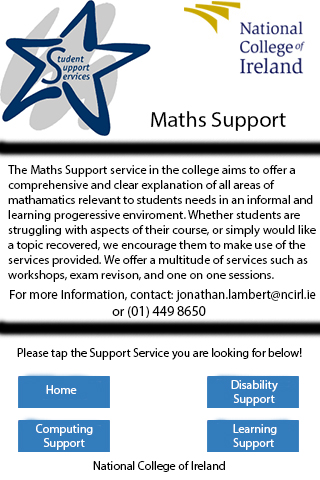 Student
Support
Services
National
College of
Ireland
Maths Support
The Maths Support service in the college aims to offer a
comprehensive and clear explanation of all areas of
mathamatics relevant to students needs in an informal and
learning progeressive enviroment. Whether students are
struggling with aspects of their course, or simply would like
a topic recovered, we encourage them to make use of the
services provided. We offer a multitude of services such as
workshops, exam revison, and one on one sessions.
For more Information, contact: jonathan.lambert@ncirl.ie
or (01) 449 8650
Please tap the Support Service you are looking for below!
Home
Disability
Support
Computing
Support
Learning
Support
National College of Ireland